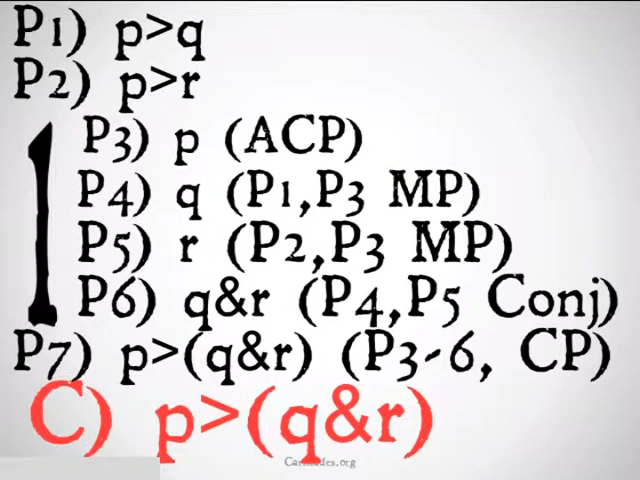 P1) p>q
P2) p>r
P3) p (ACP)
P4) q (P1,P3 MP)
P5) r (P2,P3 MP)
P6) q&r (P4,P5 Conj)
P7) p>(q&r) (P3-6, CP)
C) p>(q&r)
Carneades.org